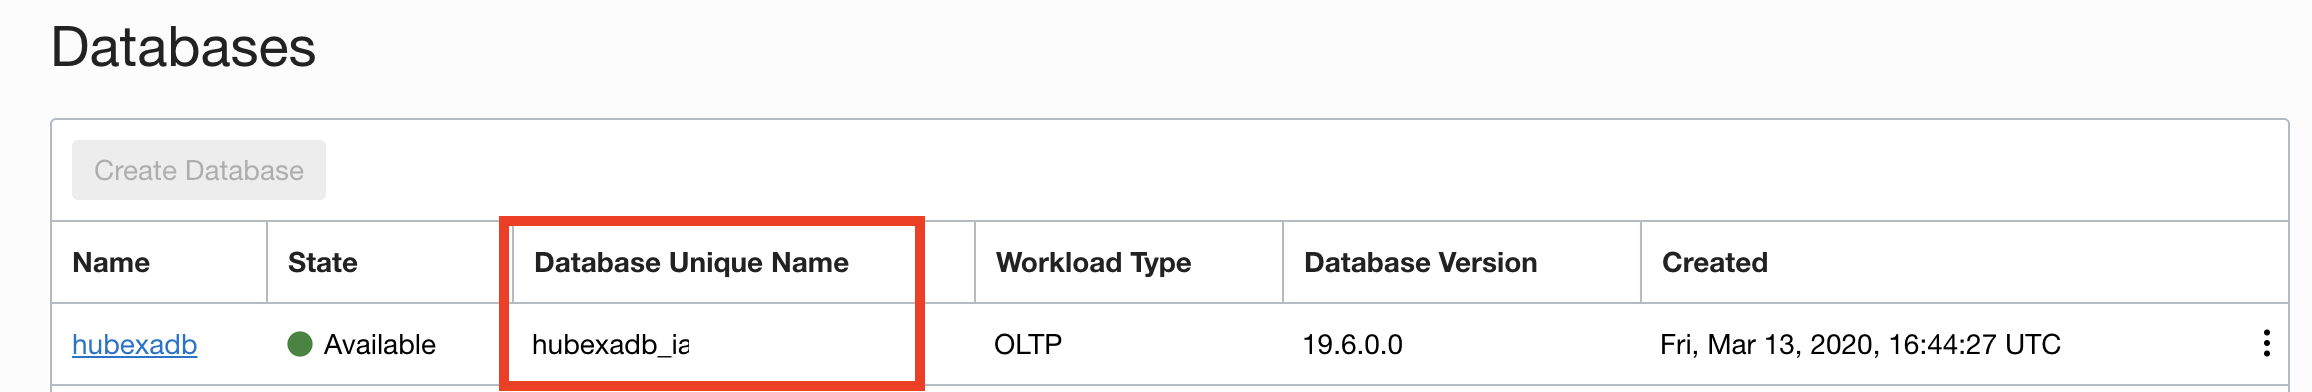 Databases
Create Database
Name State Database Unique Name Workload Type Database Version Created
hubexadb Available hubexadb_ia OLTP 19.6.0.0 Fri, Mar 13, 2020, 16:44:27 UTC